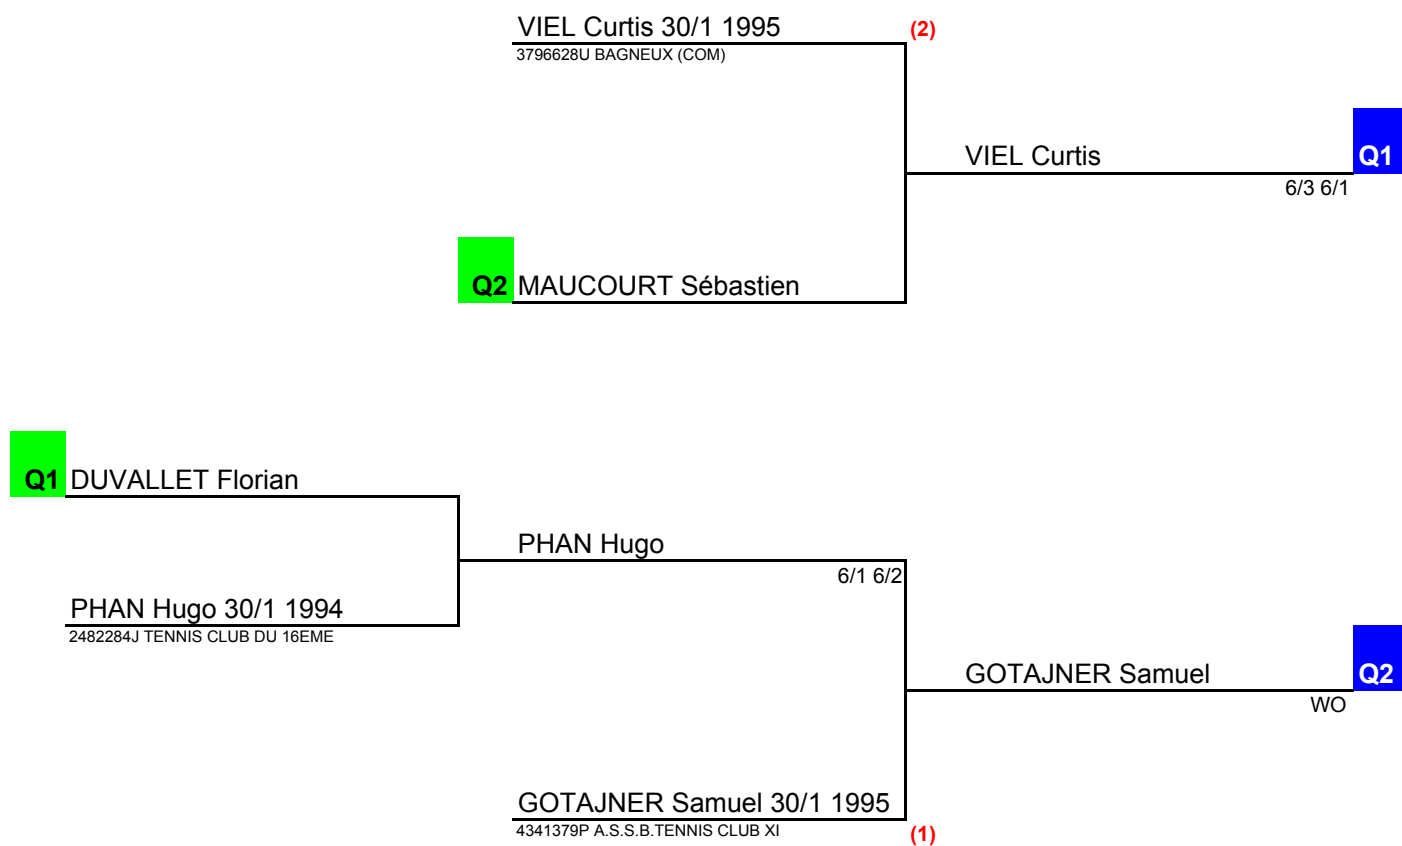 VIEL Curtis 30/1 1995
(2)
3796628U BAGNEUX (COM)
VIEL Curtis
Q1
6/3 6/1
Q2 MAUCOURT Sébastien
Q1 DUVALLET Florian
PHAN Hugo
6/1 6/2
PHAN Hugo 30/1 1994
2482284J TENNIS CLUB DU 16EME
GOTAJNER Samuel
Q2
WO
GOTAJNER Samuel 30/1 1995
4341379P A.S.S.B.TENNIS CLUB XI
(1)